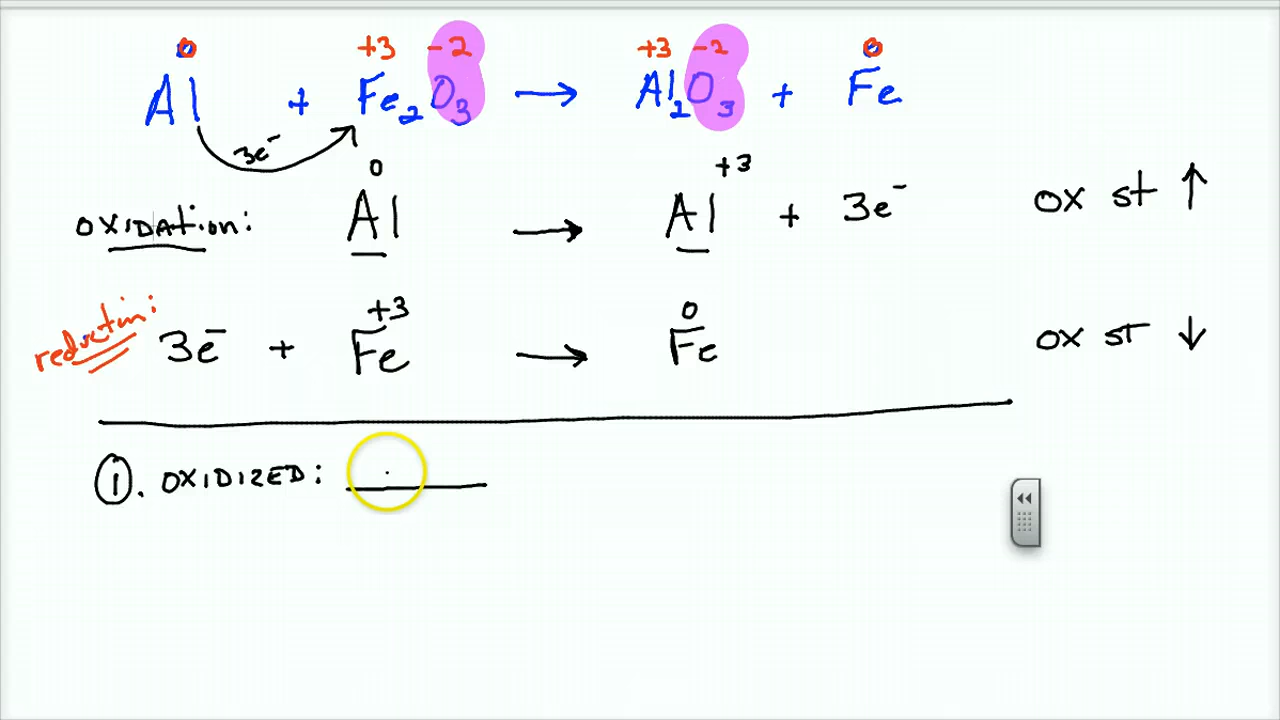 0 +3 -2 +3 -2 0
Al + Fe₂O₃ → Al₂O₃ + Fe
3e⁻
0 +3
oxidation: Al → Al + 3e⁻ ox st ↑
+3 0
reduction: 3e⁻ + Fe → Fe ox st ↓
①. OXIDIZED: